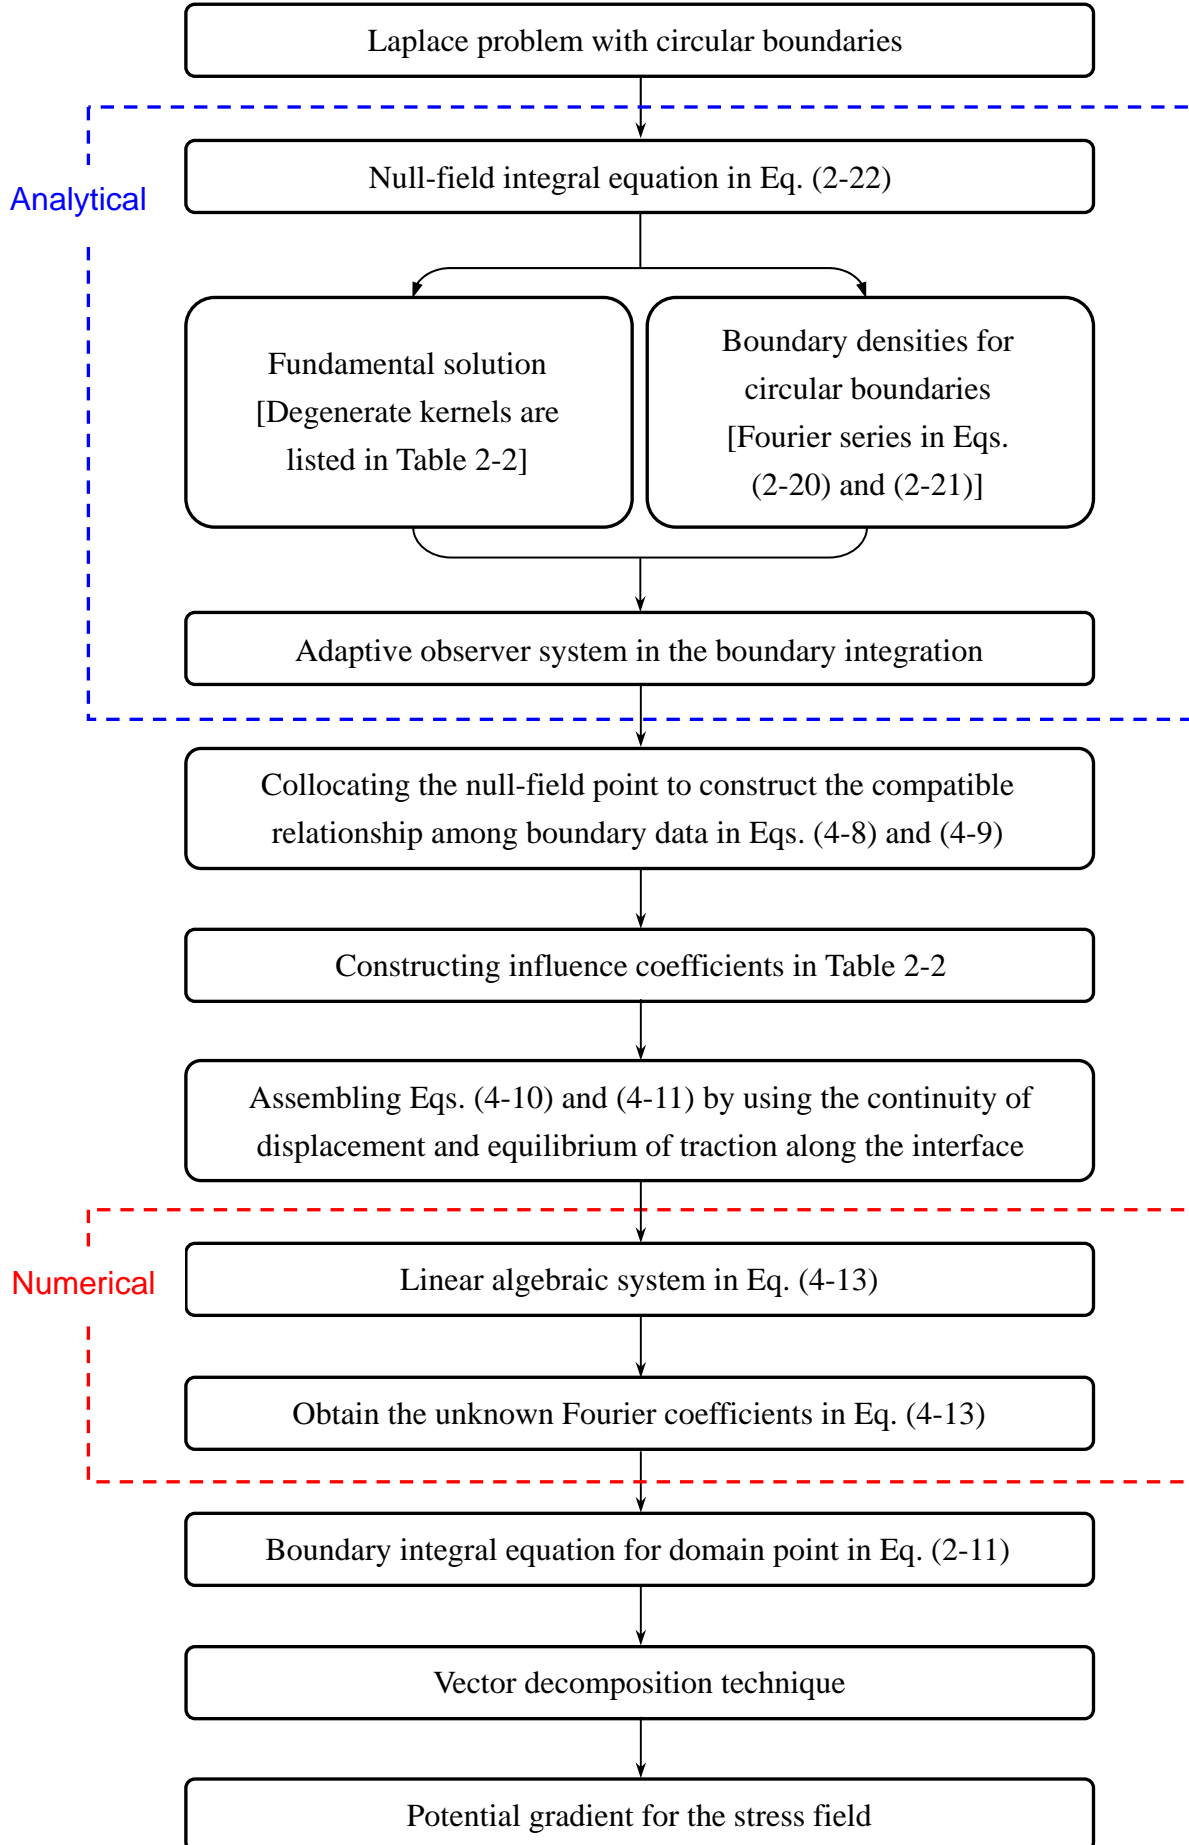 Laplace problem with circular boundaries
Null-field integral equation in Eq. (2-22)
Analytical
Fundamental solution
[Degenerate kernels are
listed in Table 2-2]
Boundary densities for
circular boundaries
[Fourier series in Eqs.
(2-20) and (2-21)]
Adaptive observer system in the boundary integration
Collocating the null-field point to construct the compatible
relationship among boundary data in Eqs. (4-8) and (4-9)
Constructing influence coefficients in Table 2-2
Assembling Eqs. (4-10) and (4-11) by using the continuity of
displacement and equilibrium of traction along the interface
Linear algebraic system in Eq. (4-13)
Numerical
Obtain the unknown Fourier coefficients in Eq. (4-13)
Boundary integral equation for domain point in Eq. (2-11)
Vector decomposition technique
Potential gradient for the stress field